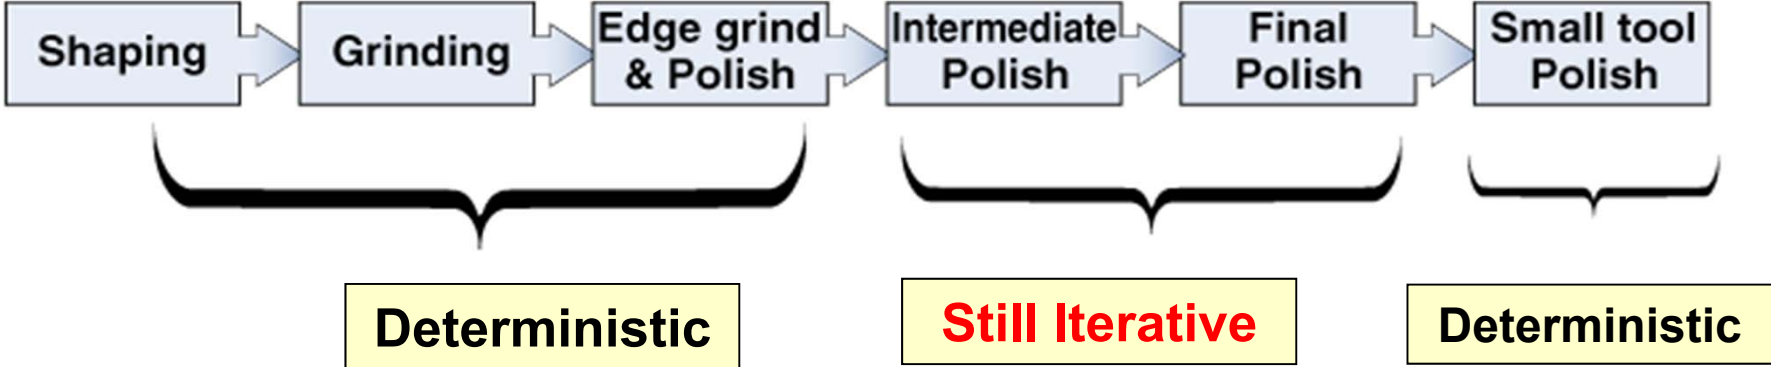 Shaping
Grinding
Edge grind
& Polish
Intermediate
Polish
Final
Polish
Small tool
Polish
Deterministic
Still Iterative
Deterministic